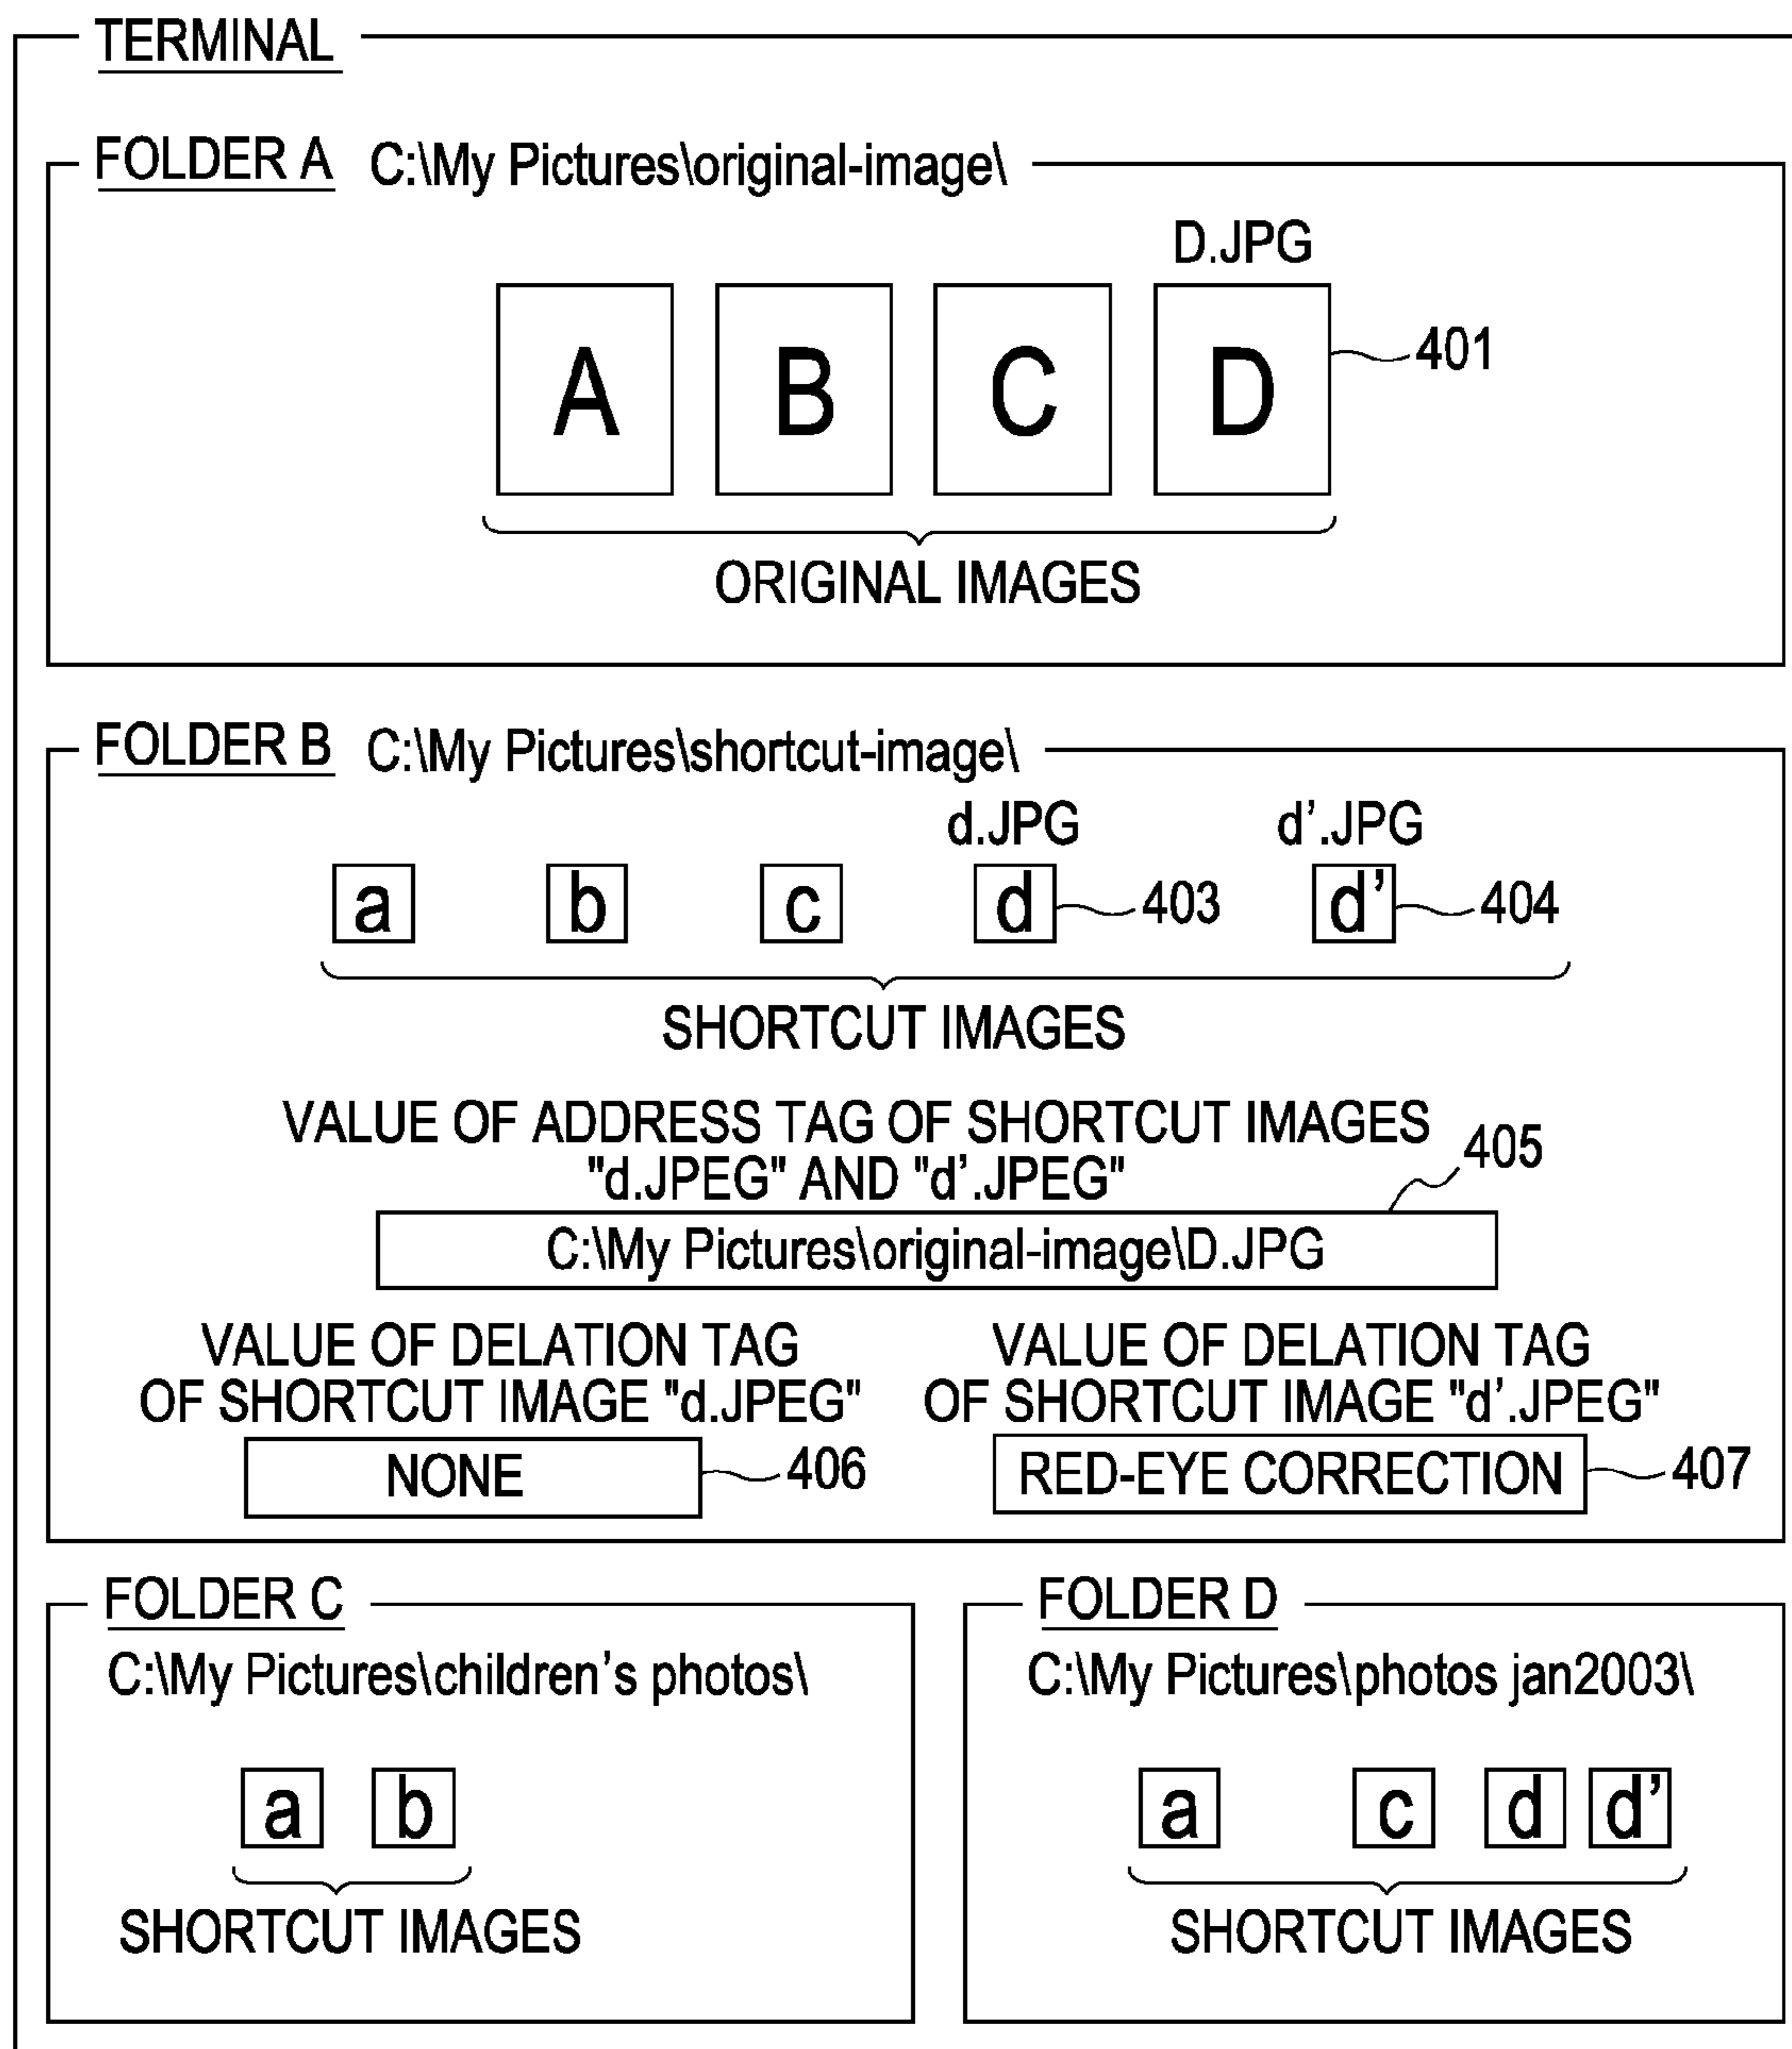 TERMINAL
FOLDER A C:\My Pictures\original-image\
D.JPG
A B C D 401
ORIGINAL IMAGES
FOLDER B C:\My Pictures\shortcut-image\
d.JPG d’.JPG
a b c d 403 d’ 404
SHORTCUT IMAGES
VALUE OF ADDRESS TAG OF SHORTCUT IMAGES
"d.JPEG" AND "d’.JPEG"
405
C:\My Pictures\original-image\D.JPG
VALUE OF DELATION TAG
OF SHORTCUT IMAGE "d.JPEG"
NONE 406
VALUE OF DELATION TAG
OF SHORTCUT IMAGE "d’.JPEG"
RED-EYE CORRECTION 407
FOLDER C
C:\My Pictures\children’s photos\
a b
SHORTCUT IMAGES
FOLDER D
C:\My Pictures\photos jan2003\
a c d d’
SHORTCUT IMAGES